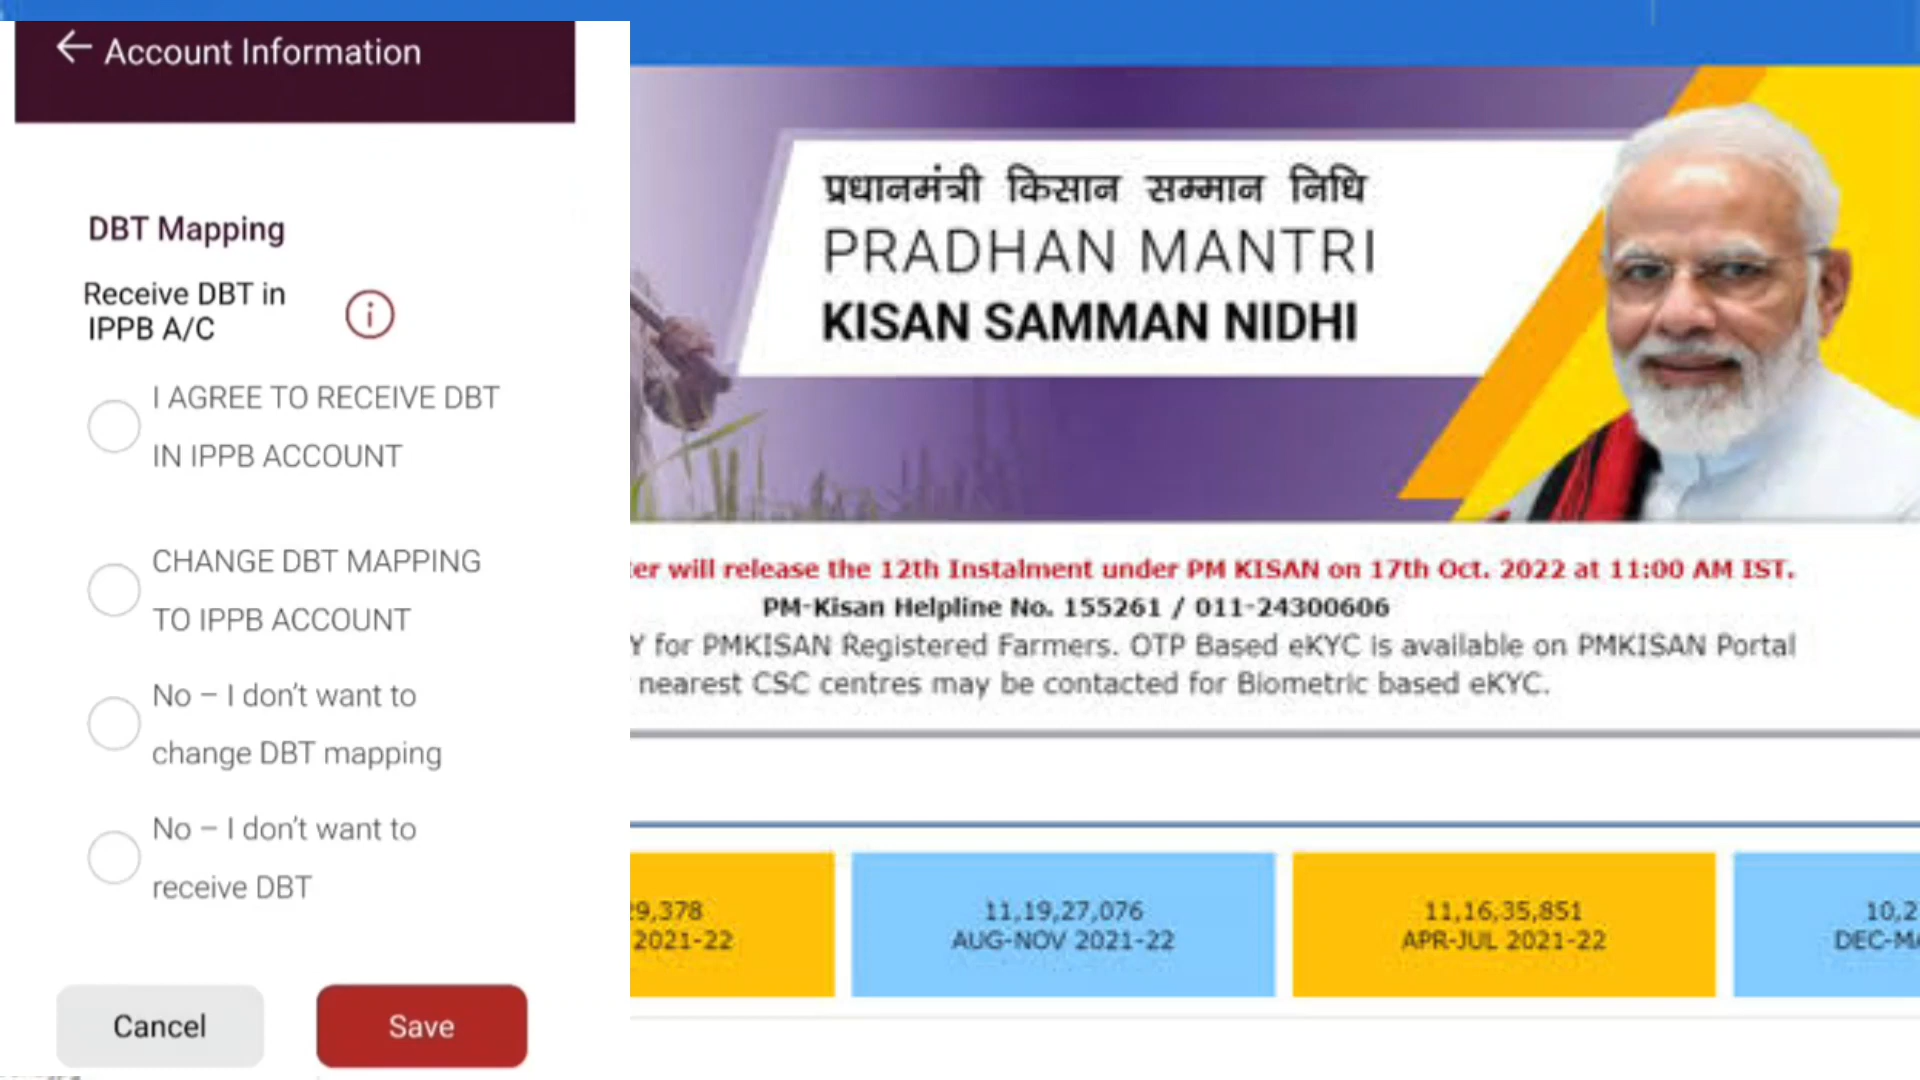 Account Information
DBT Mapping
Receive DBT in
IPPB A/C
I AGREE TO RECEIVE DBT
IN IPPB ACCOUNT
CHANGE DBT MAPPING
TO IPPB ACCOUNT
No – I don't want to
change DBT mapping
No – I don't want to
receive DBT
Cancel
Save
प्रधानमंत्री किसान सम्मान निधि
PRADHAN MANTRI
KISAN SAMMAN NIDHI
will release the 12th Instalment under PM KISAN on 17th Oct. 2022 at 11:00 AM IST.
PM-Kisan Helpline No. 155261 / 011-24300606
for PMKISAN Registered Farmers. OTP Based eKYC is available on PMKISAN Portal
nearest CSC centres may be contacted for Biometric based eKYC.
9,378
2021-22
11,19,27,076
AUG-NOV 2021-22
11,16,35,851
APR-JUL 2021-22
10,2
DEC-MA